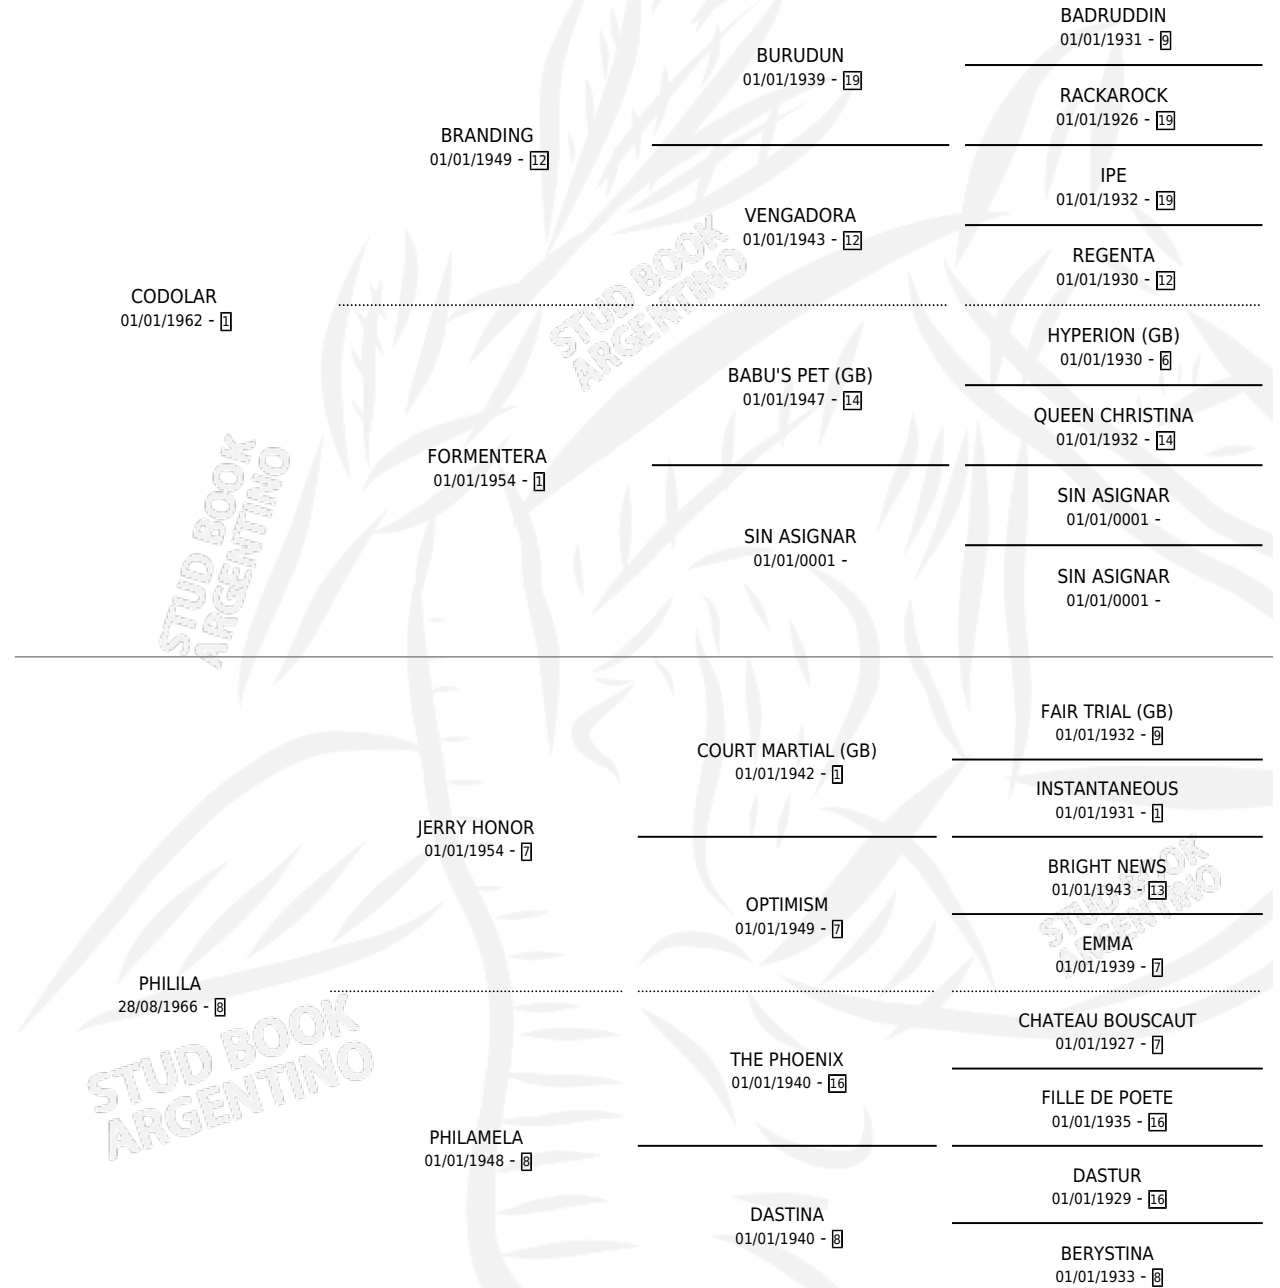 BADRUDDIN
01/01/1931 - 9
BURUDUN
01/01/1939 - 19
RACKAROCK
01/01/1926 - 19
BRANDING
01/01/1949 - 12
IPE
01/01/1932 - 19
VENGADORA
01/01/1943 - 12
REGENTA
01/01/1930 - 12
CODOLAR
01/01/1962 - 1
STUD BOOK
ARGENTINO
HYPERION (GB)
01/01/1930 - 6
BABU'S PET (GB)
01/01/1947 - 14
QUEEN CHRISTINA
01/01/1932 - 14
FORMENTERA
01/01/1954 - 1
SIN ASIGNAR
01/01/0001 -
SIN ASIGNAR
01/01/0001 -
SIN ASIGNAR
01/01/0001 -
STUD BOOK
ARGENTINO
FAIR TRIAL (GB)
01/01/1932 - 9
COURT MARTIAL (GB)
01/01/1942 - 1
INSTANTANEOUS
01/01/1931 - 1
JERRY HONOR
01/01/1954 - 7
BRIGHT NEWS
01/01/1943 - 13
OPTIMISM
01/01/1949 - 7
EMMA
01/01/1939 - 7
STUD BOOK
ARGENTINO
PHILILA
28/08/1966 - 8
CHATEAU BOUSCAUT
01/01/1927 - 7
THE PHOENIX
01/01/1940 - 16
FILLE DE POETE
01/01/1935 - 16
STUD BOOK
ARGENTINO
PHILAMELA
01/01/1948 - 8
DASTUR
01/01/1929 - 16
DASTINA
01/01/1940 - 8
BERYSTINA
01/01/1933 - 8